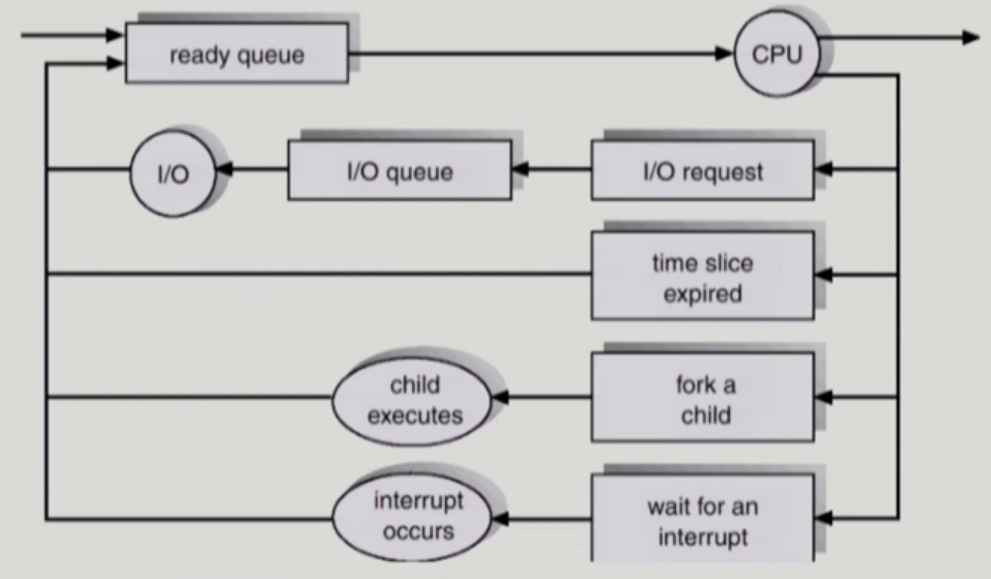 ready queue
CPU
I/O
I/O queue
I/O request
time slice
expired
child
executes
fork a
child
interrupt
occurs
wait for an
interrupt